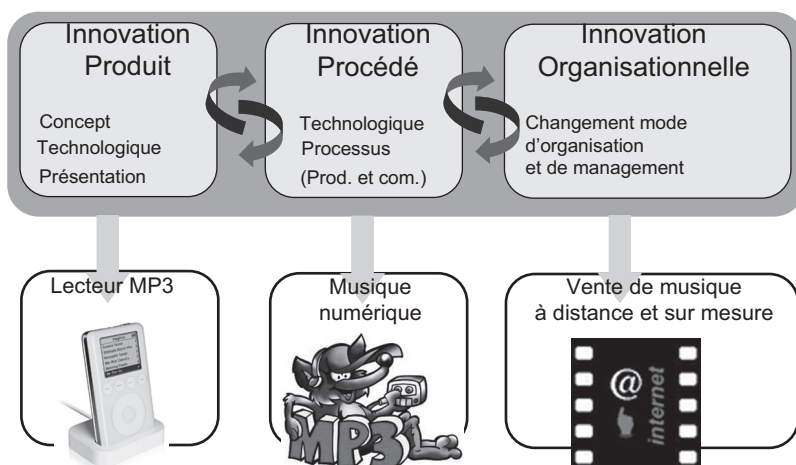 Innovation
Produit
Concept
Technologique
Présentation
Innovation
Procédé
Technologique
Processus
(Prod. et com.)
Innovation
Organisationnelle
Changement mode
d'organisation
et de management
Lecteur MP3
Musique
numérique
MP3
Vente de musique
à distance et sur mesure
@
internet